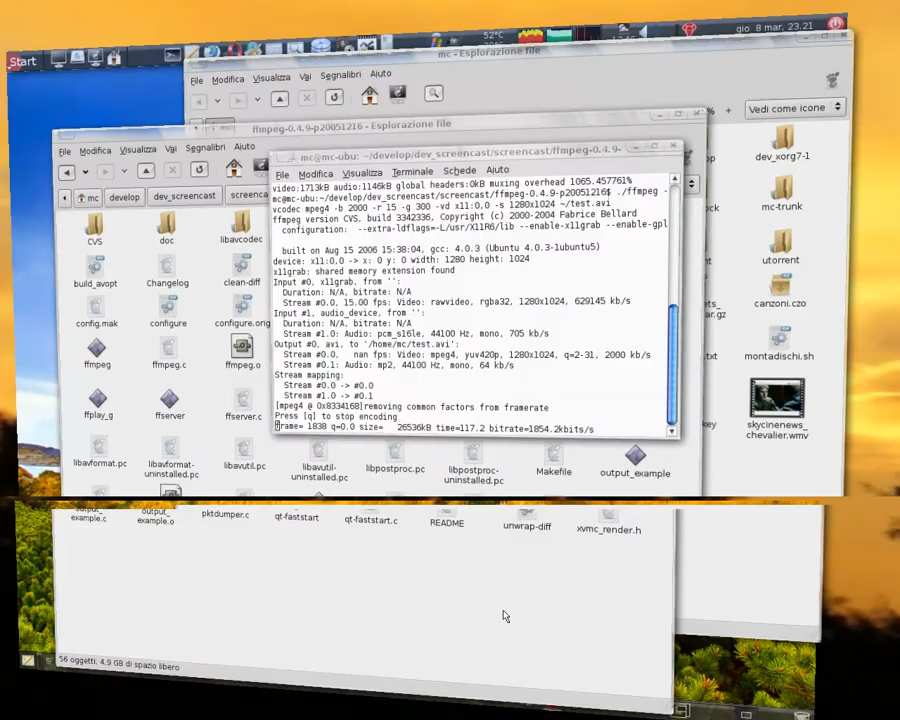 Start
52°C
gio 8 mar, 23.21
mc - Esplorazione file
File Modifica Visualizza Vai Segnalibri Aiuto
Vedi come icone
dev_xorg7-1
mc-trunk
utorrent
canzoni.czo
montadischi.sh
skycinenews_
chevalier.wmv
ffmpeg-0.4.9-p20051216 - Esplorazione file
File Modifica Visualizza Vai Segnalibri Aiuto
mc develop dev_screencast screenca
CVS doc libavcodec
build_avopt Changelog clean-diff
config.mak configure configure.orig
ffmpeg ffmpeg.c ffmpeg.o
ffplay_g ffserver ffserver.c
libavformat.pc libavformat-
uninstalled.pc libavutil.pc libavutil-
uninstalled.pc libpostproc.pc libpostproc-
uninstalled.pc Makefile output_example
mc@mc-ubu: ~/develop/dev_screencast/screencast/ffmpeg-0.4.9-
File Modifica Visualizza Terminale Schede Aiuto
video:1713kB audio:1146kB global headers:0kB muxing overhead 1065.457761%
mc@mc-ubu:~/develop/dev_screencast/screencast/ffmpeg-0.4.9-p20051216$ ./ffmpeg -
vcodec mpeg4 -b 2000 -r 15 -g 300 -vd x11:0,0 -s 1280x1024 ~/test.avi
ffmpeg version CVS, build 3342336, Copyright (c) 2000-2004 Fabrice Bellard
configuration: --extra-ldflags=-L/usr/X11R6/lib --enable-x11grab --enable-gpl
built on Aug 15 2006 15:38:04, gcc: 4.0.3 (Ubuntu 4.0.3-1ubuntu5)
device: x11:0,0 -> x: 0 y: 0 width: 1280 height: 1024
x11grab: shared memory extension found
Input #0, x11grab, from '':
Duration: N/A, bitrate: N/A
Stream #0.0, 15.00 fps: Video: rawvideo, rgba32, 1280x1024, 629145 kb/s
Input #1, audio_device, from '':
Duration: N/A, bitrate: N/A
Stream #1.0: Audio: pcm_s16le, 44100 Hz, mono, 705 kb/s
Output #0, avi, to '/home/mc/test.avi':
Stream #0.0, nan fps: Video: mpeg4, yuv420p, 1280x1024, q=2-31, 2000 kb/s
Stream #0.1: Audio: mp2, 44100 Hz, mono, 64 kb/s
Stream mapping:
Stream #0.0 -> #0.0
Stream #1.0 -> #0.1
[mpeg4 @ 0x8334168]removing common factors from framerate
Press [q] to stop encoding
frame= 1838 q=0.0 size= 26536kB time=117.2 bitrate=1854.2kbits/s
example.c example.o pktdumper.c qt-faststart qt-faststart.c README unwrap-diff xvmc_render.h
56 oggetti, 4,9 GB di spazio libero